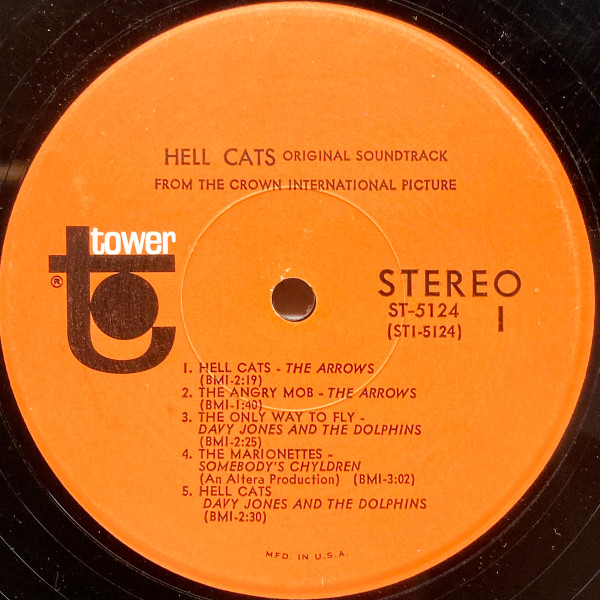 HELL CATS ORIGINAL SOUNDTRACK
FROM THE CROWN INTERNATIONAL PICTURE
tower
®
STEREO
ST-5124
(ST1-5124)
1
1. HELL CATS - THE ARROWS
(BMI-2:19)
2. THE ANGRY MOB - THE ARROWS
(BMI-1:40)
3. THE ONLY WAY TO FLY -
DAVY JONES AND THE DOLPHINS
(BMI-2:25)
4. THE MARIONETTES -
SOMEBODY'S CHYLDREN
(An Altera Production) (BMI-3:02)
5. HELL CATS
DAVY JONES AND THE DOLPHINS
(BMI-2:30)
MFD. IN U.S.A.